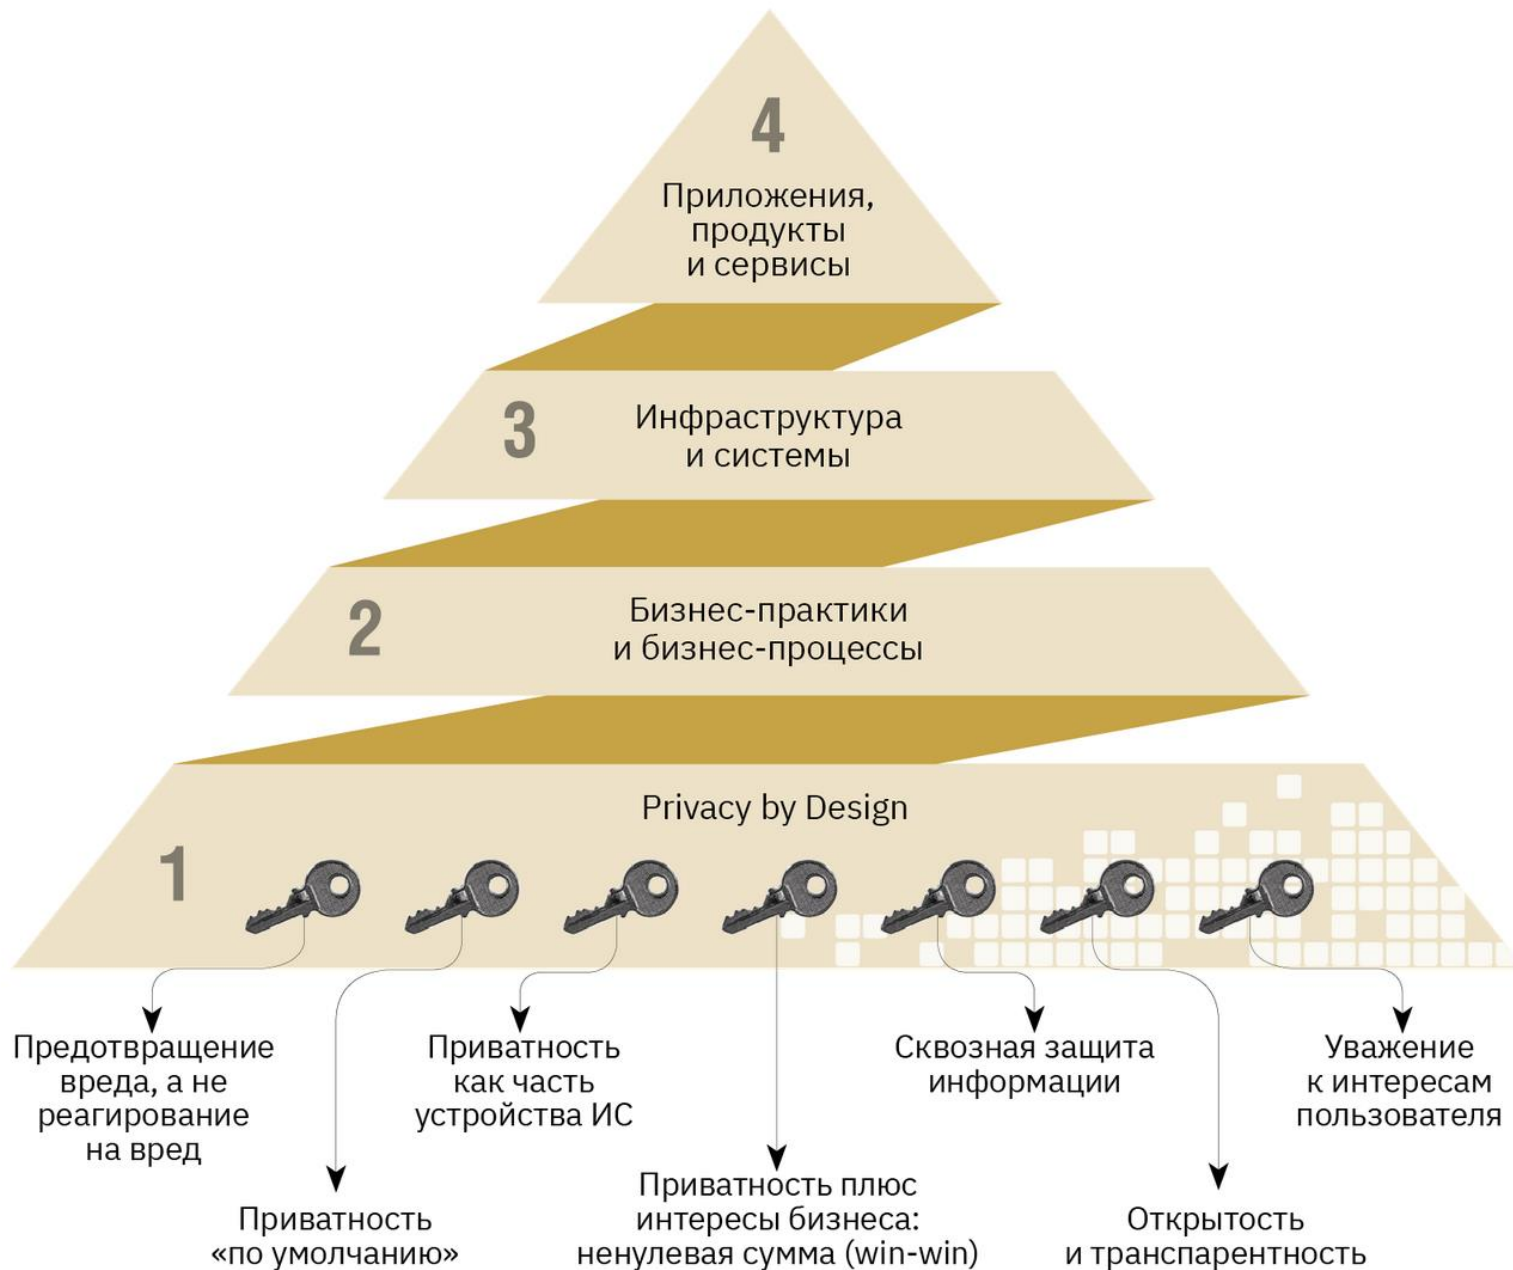 4
Приложения,
продукты
и сервисы
3
Инфраструктура
и системы
2
Бизнес-практики
и бизнес-процессы
Privacy by Design
1
Предотвращение
вреда, а не
реагирование
на вред
Приватность
«по умолчанию»
Приватность
как часть
устройства ИС
Приватность плюс
интересы бизнеса:
ненулевая сумма (win-win)
Сквозная защита
информации
Открытость
и транспарентность
Уважение
к интересам
пользователя